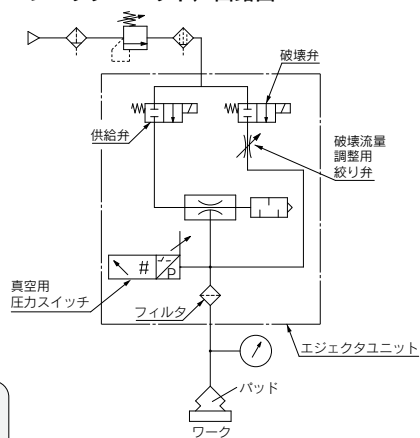 破壊弁
供給弁
破壊流量
調整用
絞り弁
#
P
真空用
圧力スイッチ
フィルタ
エジェクタユニット
パッド
ワーク